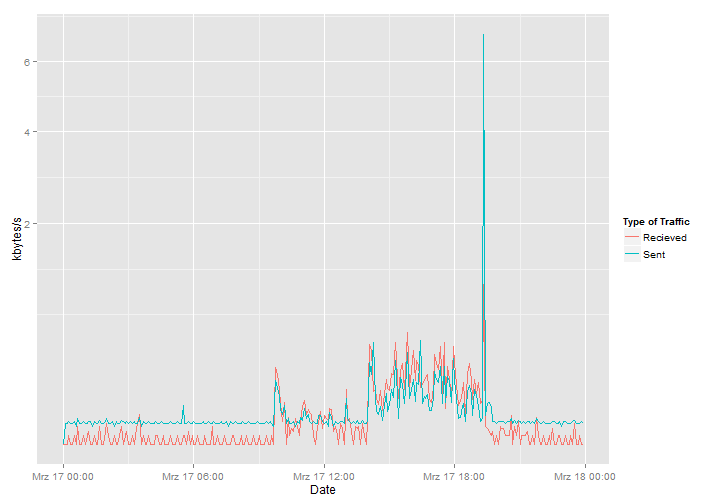 6
4
2
kbytes/s
Mrz 17 00:00
Mrz 17 06:00
Mrz 17 12:00
Mrz 17 18:00
Mrz 18 00:00
Date
Type of Traffic
Recieved
Sent